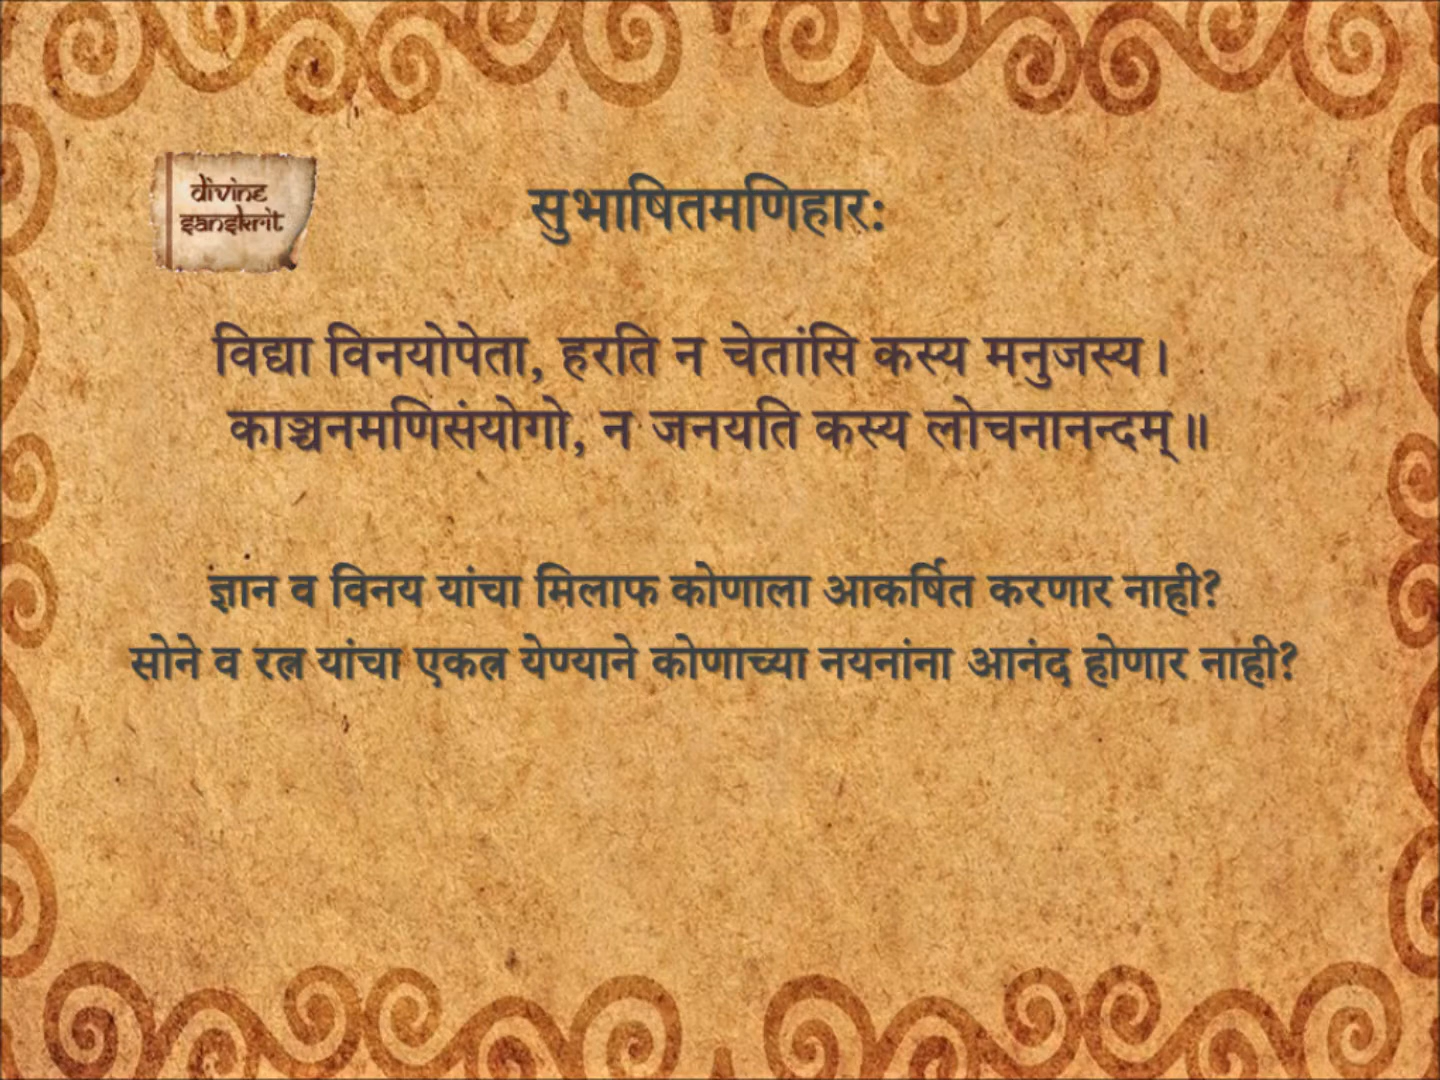 divine
sanskrit
सुभाषितमणिहार:
विद्या विनयोपेता, हरति न चेतांसि कस्य मनुजस्य।
काञ्चनमणिसंयोगो, न जनयति कस्य लोचनानन्दम्॥
ज्ञान व विनय यांचा मिलाफ कोणाला आकर्षित करणार नाही?
सोने व रत्न यांचा एकत्र येण्याने कोणाच्या नयनांना आनंद होणार नाही?